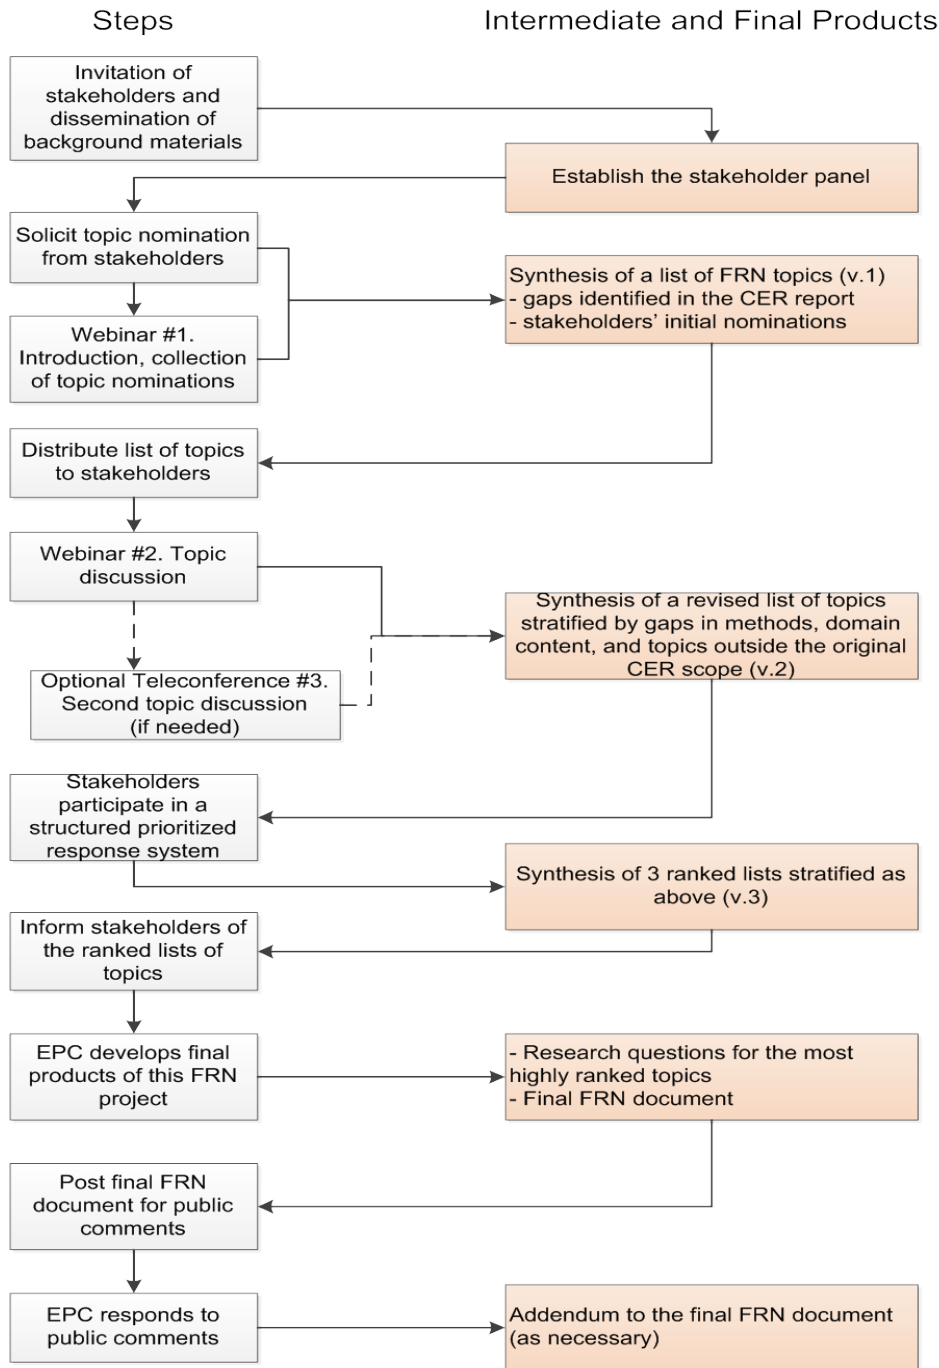 Steps
Intermediate and Final Products
Invitation of
stakeholders and
dissemination of
background materials
Establish the stakeholder panel
Solicit topic nomination
from stakeholders
Synthesis of a list of FRN topics (v.1)
- gaps identified in the CER report
- stakeholders’ initial nominations
Webinar #1.
Introduction, collection
of topic nominations
Distribute list of topics
to stakeholders
Webinar #2. Topic
discussion
Synthesis of a revised list of topics
stratified by gaps in methods, domain
content, and topics outside the original
CER scope (v.2)
Optional Teleconference #3.
Second topic discussion
(if needed)
Stakeholders
participate in a
structured prioritized
response system
Synthesis of 3 ranked lists stratified as
above (v.3)
Inform stakeholders of
the ranked lists of
topics
EPC develops final
products of this FRN
project
- Research questions for the most
highly ranked topics
- Final FRN document
Post final FRN
document for public
comments
EPC responds to
public comments
Addendum to the final FRN document
(as necessary)